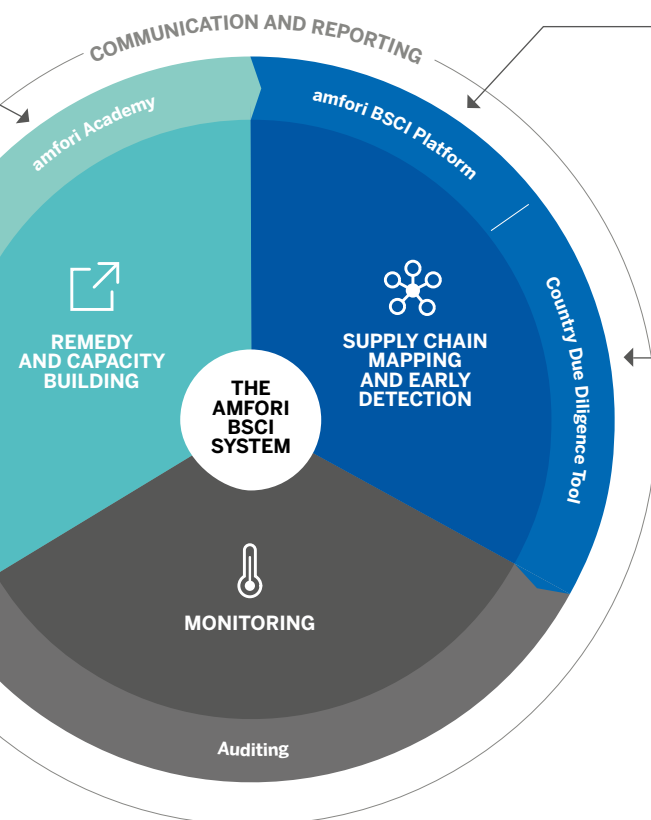 COMMUNICATION AND REPORTING
amfori Academy
amfori BSCI Platform
Country Due Diligence Tool
REMEDY
AND CAPACITY
BUILDING
SUPPLY CHAIN
MAPPING
AND EARLY
DETECTION
THE
AMFORI
BSCI
SYSTEM
MONITORING
Auditing